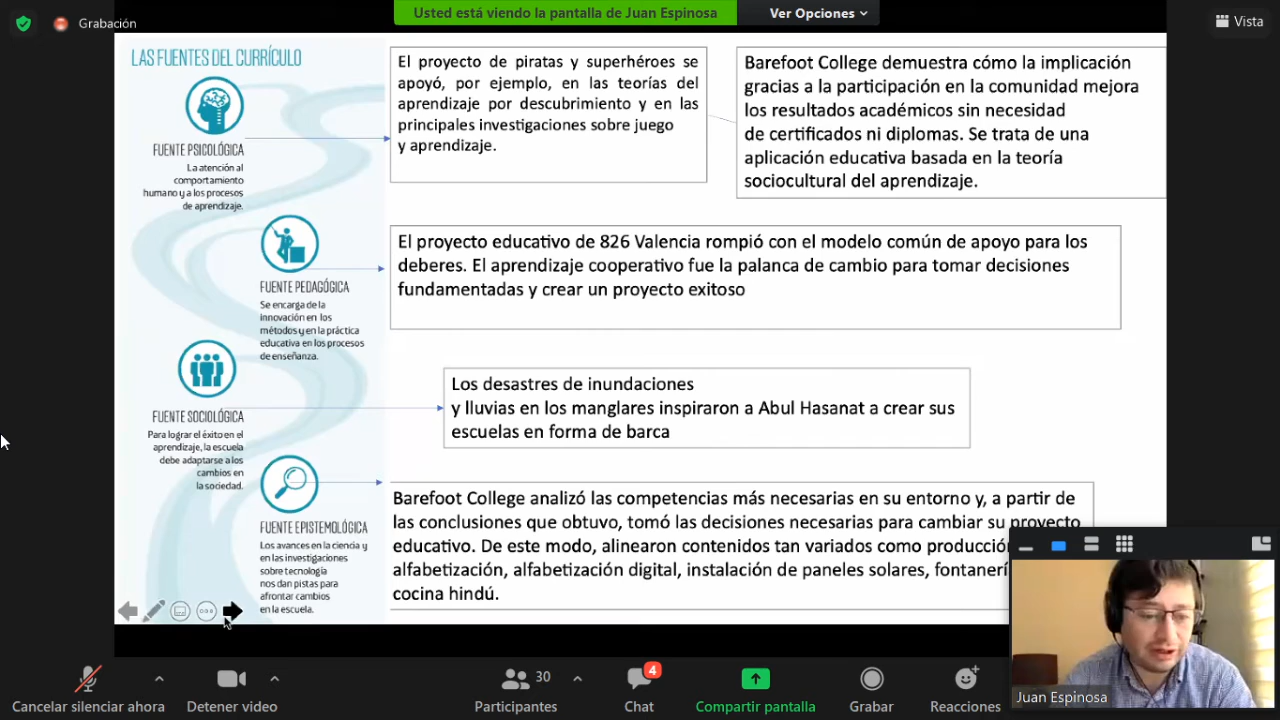 Grabación
Usted está viendo la pantalla de Juan Espinosa
Ver Opciones
Vista
LAS FUENTES DEL CURRÍCULO
FUENTE PSICOLÓGICA
La atención al
comportamiento
humano y a los procesos
de aprendizaje.
El proyecto de piratas y superhéroes se
apoyó, por ejemplo, en las teorías del
aprendizaje por descubrimiento y en las
principales investigaciones sobre juego
y aprendizaje.
Barefoot College demuestra cómo la implicación
gracias a la participación en la comunidad mejora
los resultados académicos sin necesidad
de certificados ni diplomas. Se trata de una
aplicación educativa basada en la teoría
sociocultural del aprendizaje.
FUENTE PEDAGÓGICA
Se encarga de la
innovación en los
métodos y en la práctica
educativa en los procesos
de enseñanza.
El proyecto educativo de 826 Valencia rompió con el modelo común de apoyo para los
deberes. El aprendizaje cooperativo fue la palanca de cambio para tomar decisiones
fundamentadas y crear un proyecto exitoso
FUENTE SOCIOLÓGICA
Para lograr el éxito en el
aprendizaje, la escuela
debe adaptarse a los
cambios en
la sociedad.
Los desastres de inundaciones
y lluvias en los manglares inspiraron a Abul Hasanat a crear sus
escuelas en forma de barca
FUENTE EPISTEMOLÓGICA
Los avances en la ciencia y
en las investigaciones
sobre tecnología
nos dan pistas para
afrontar cambios
en la escuela.
Barefoot College analizó las competencias más necesarias en su entorno y, a partir de
las conclusiones que obtuvo, tomó las decisiones necesarias para cambiar su proyecto
educativo. De este modo, alinearon contenidos tan variados como
alfabetización, alfabetización digital, instalación de paneles solares,
cocina hindú.
Juan Espinosa
Cancelar silenciar ahora
Detener video
Participantes
30
Chat
4
Compartir pantalla
Grabar
Reacciones